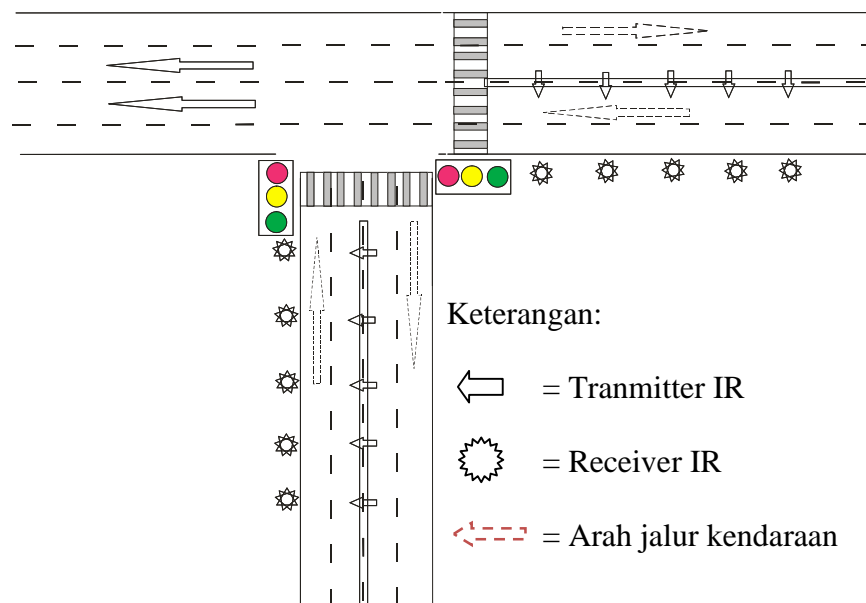 Keterangan:
= Tranmitter IR
= Receiver IR
= Arah jalur kendaraan